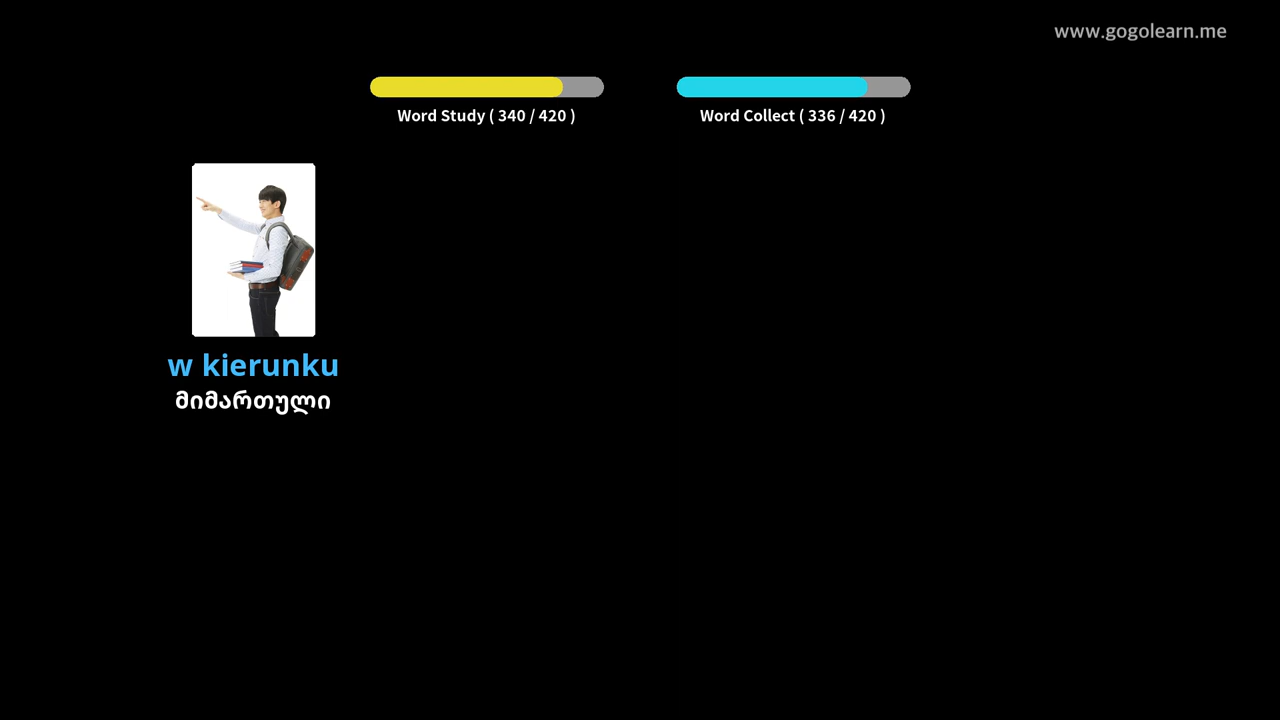 www.gogolearn.me
Word Study ( 340 / 420 )
Word Collect ( 336 / 420 )
w kierunku
მიმართული